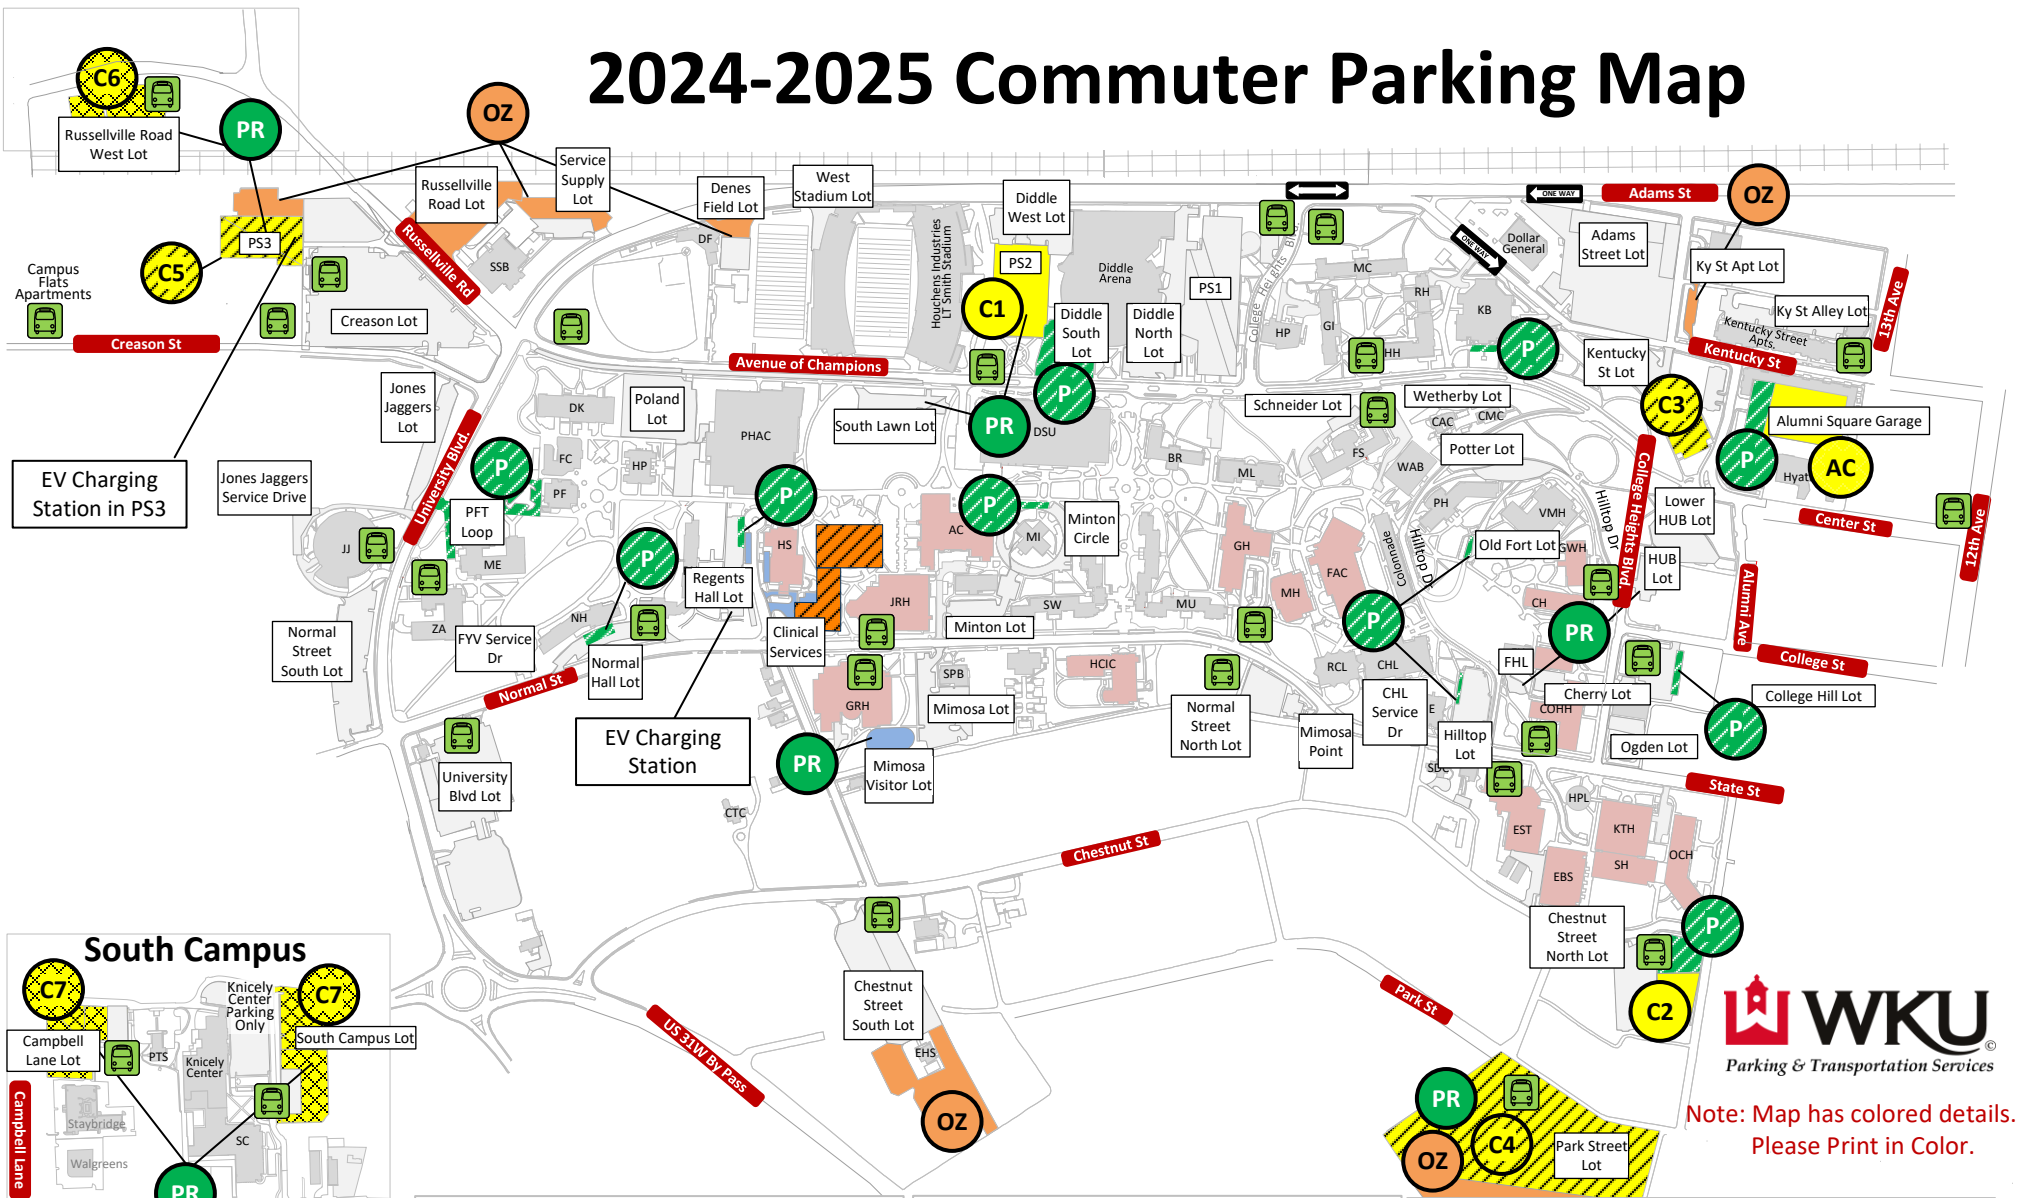 2024-2025 Commuter Parking Map
C6
Russellville Road
West Lot
PR
OZ
Service
Supply
Lot
Russellville
Road Lot
Denes
Field Lot
West
Stadium Lot
Diddle
West Lot
ONE WAY
Adams St
OZ
PS3
C5
Campus
Flats
Apartments
Creason St
Creason Lot
Russellville Rd
SSB
DF
Houchens Industries
LT Smith Stadium
PS2
C1
Diddle
Arena
Diddle
South
Lot
Diddle
North
Lot
PS1
College Heights Blvd
HP
GI
MC
RH
HH
KB
ONE WAY
Dollar
General
Adams
Street Lot
Ky St Apt Lot
Ky St Alley Lot
Kentucky Street
Apts.
13th Ave
Kentucky St
Kentucky
St Lot
P
Avenue of Champions
Jones
Jaggers
Lot
University Blvd.
DK
Poland
Lot
PHAC
South Lawn Lot
PR
P
DSU
Schneider Lot
Wetherby Lot
CAC
CMC
Potter Lot
C3
Alumni Square Garage
P
Hyatt
AC
EV Charging
Station in PS3
Jones Jaggers
Service Drive
P
FC
HP
PF
PFT
Loop
P
P
BR
ML
FS
WAB
PH
VMH
Hilltop Dr
College Heights Blvd
Lower
HUB Lot
Center St
12th Ave
JJ
ME
P
HS
Regents
Hall Lot
AC
MI
Minton
Circle
GH
FAC
Colonnade
Hilltop Dr
Old Fort Lot
GWH
HUB
Lot
Alumni Ave
ZA
FYV Service
Dr
NH
Normal
Hall Lot
Clinical
Services
JRH
SW
Minton Lot
MU
MH
P
CH
PR
Normal
Street
South Lot
Normal St
SPB
HCIC
RCL
CHL
FHL
Cherry Lot
College St
GRH
Mimosa Lot
Normal
Street
North Lot
Mimosa
Point
CHL
Service
Dr
E
Hilltop
Lot
COHH
College Hill Lot
P
Ogden Lot
EV Charging
Station
PR
Mimosa
Visitor Lot
University
Blvd Lot
SDC
State St
CTC
HPL
EST
KTH
SH
OCH
EBS
Chestnut St
Chestnut
Street
North Lot
P
C2
South Campus
C7
Knicely
Center
Parking
Only
C7
Campbell
Lane Lot
PTS
Knicely
Center
South Campus Lot
Campbell Lane
Staybridge
Walgreens
SC
PR
US 31W By Pass
Chestnut
Street
South Lot
EHS
OZ
Park St
PR
OZ
C4
Park Street
Lot
WKU
©
Parking & Transportation Services
Note: Map has colored details.
Please Print in Color.